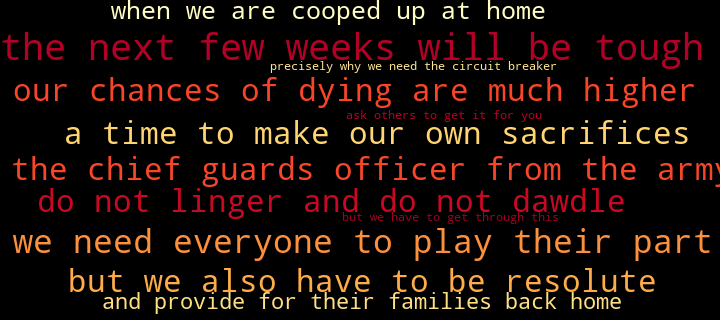 when we are cooped up at home
the next few weeks will be tough
precisely why we need the circuit breaker
our chances of dying are much higher
ask others to get it for you
a time to make our own sacrifices
the chief guards officer from the army
do not linger and do not dawdle
but we have to get through this
we need everyone to play their part
but we also have to be resolute
and provide for their families back home